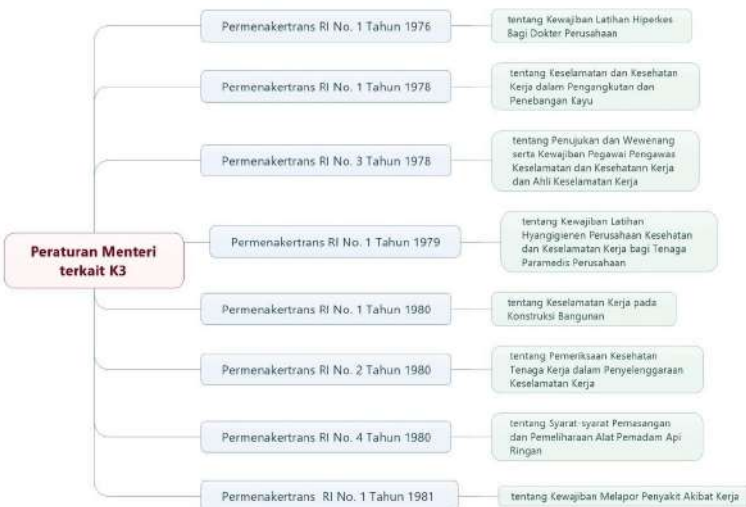 Permenakertrans RI No. 1 Tahun 1976
tentang Kewajiban Latihan Hiperkes
Bagi Dokter Perusahaan
Permenakertrans RI No. 1 Tahun 1978
tentang Keselamatan dan Kesehatan
Kerja dalam Pengangkutan dan
Penebangan Kayu
Permenakertrans RI No. 3 Tahun 1978
tentang Penujukan dan Wewenang
serta Kewajiban Pegawai Pengawas
Keselamatan dan Kesehatann Kerja
dan Ahli Keselamatan Kerja
Peraturan Menteri
terkait K3
Permenakertrans RI No. 1 Tahun 1979
tentang Kewajiban Latihan
Hyangigienen Perusahaan Kesehatan
dan Keselamatan Kerja bagi Tenaga
Paramedis Perusahaan
Permenakertrans RI No. 1 Tahun 1980
tentang Keselamatan Kerja pada
Konstruksi Bangunan
Permenakertrans RI No. 2 Tahun 1980
tentang Pemeriksaan Kesehatan
Tenaga Kerja dalam Penyelenggaraan
Keselamatan Kerja
Permenakertrans RI No. 4 Tahun 1980
tentang Syarat-syarat Pemasangan
dan Pemeliharaan Alat Pemadam Api
Ringan
Permenakertrans RI No. 1 Tahun 1981
tentang Kewajiban Melapor Penyakit Akibat Kerja